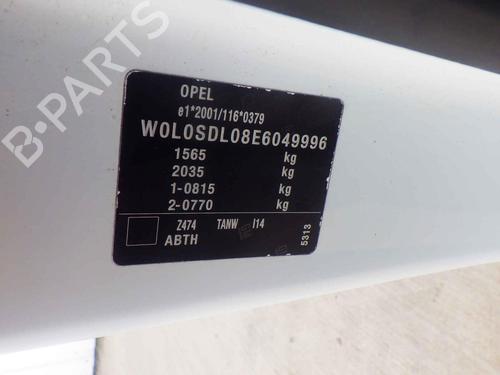 OPEL
e1*2001/116*0379
W0L0SDL08E6049996
1565 kg
2035 kg
1-0815 kg
2-0770 kg
Z474 TANW I14
ABTH
5313
B PARTS